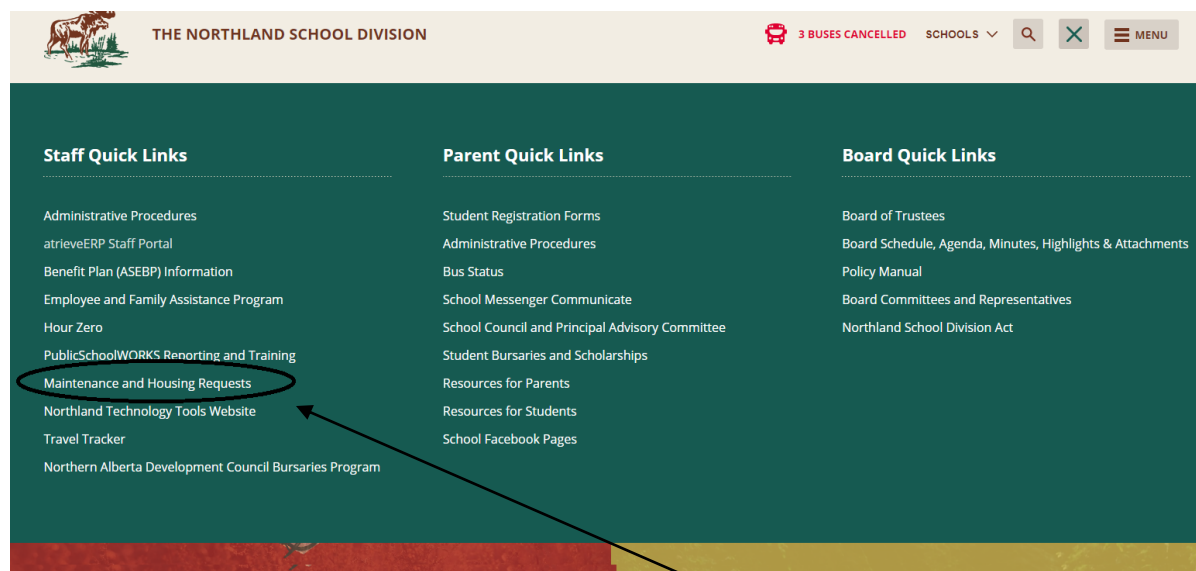 THE NORTHLAND SCHOOL DIVISION
3 BUSES CANCELLED
SCHOOLS
MENU
Staff Quick Links
Administrative Procedures
atrieveERP Staff Portal
Benefit Plan (ASEBP) Information
Employee and Family Assistance Program
Hour Zero
PublicSchoolWORKS Reporting and Training
Maintenance and Housing Requests
Northland Technology Tools Website
Travel Tracker
Northern Alberta Development Council Bursaries Program
Parent Quick Links
Student Registration Forms
Administrative Procedures
Bus Status
School Messenger Communicate
School Council and Principal Advisory Committee
Student Bursaries and Scholarships
Resources for Parents
Resources for Students
School Facebook Pages
Board Quick Links
Board of Trustees
Board Schedule, Agenda, Minutes, Highlights & Attachments
Policy Manual
Board Committees and Representatives
Northland School Division Act